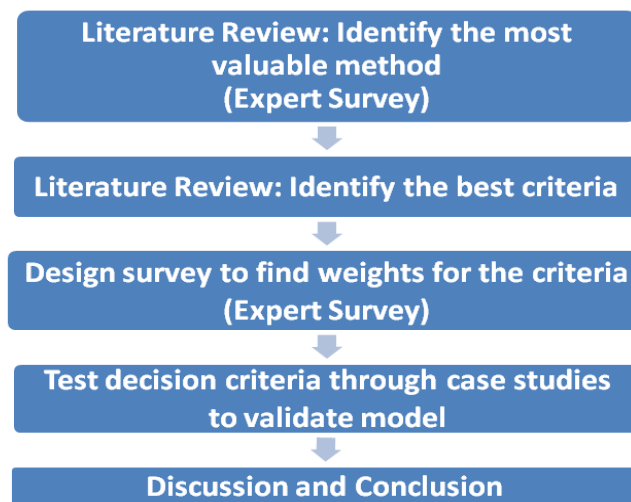 Literature Review: Identify the most
valuable method
(Expert Survey)
Literature Review: Identify the best criteria
Design survey to find weights for the criteria
(Expert Survey)
Test decision criteria through case studies
to validate model
Discussion and Conclusion